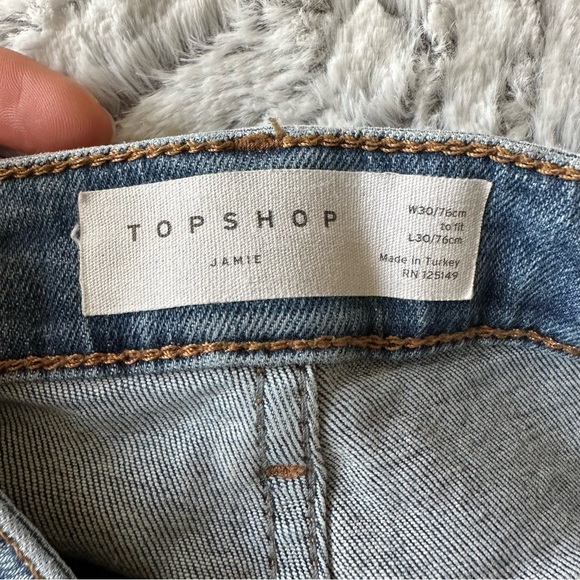 TOPSHOP
JAMIE
W30/76cm
to fit
L30/76cm
Made in Turkey
RN 125149